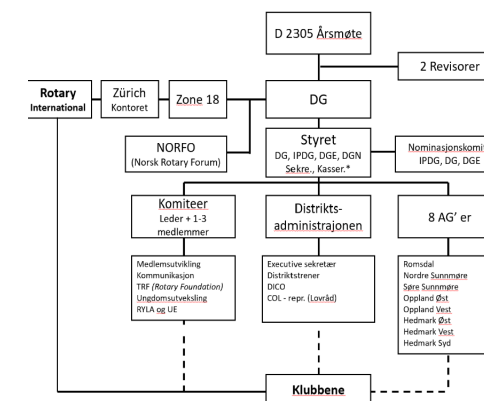 D 2305 Årsmøte
2 Revisorer
Rotary
International
Zürich
Kontoret
Zone 18
DG
NORFO
(Norsk Rotary Forum)
Styret
DG, IPDG, DGE, DGN
Sekre., Kasser.*
Nominasjonskomit
IPDG, DG, DGE
Komiteer
Leder + 1-3
medlemmer
Distrikts-
administrajonen
8 AG' er
Medlemsutvikling
Kommunikasjon
TRF (Rotary Foundation)
Ungdomsutveksling
RYLA og UE
Executive sekretær
Distriktstrener
DICO
COL - repr. (Lovråd)
Romsdal
Nordre Sunnmøre
Søre Sunnmøre
Oppland Øst
Oppland Vest
Hedmark Øst
Hedmark Vest
Hedmark Syd
Klubbene